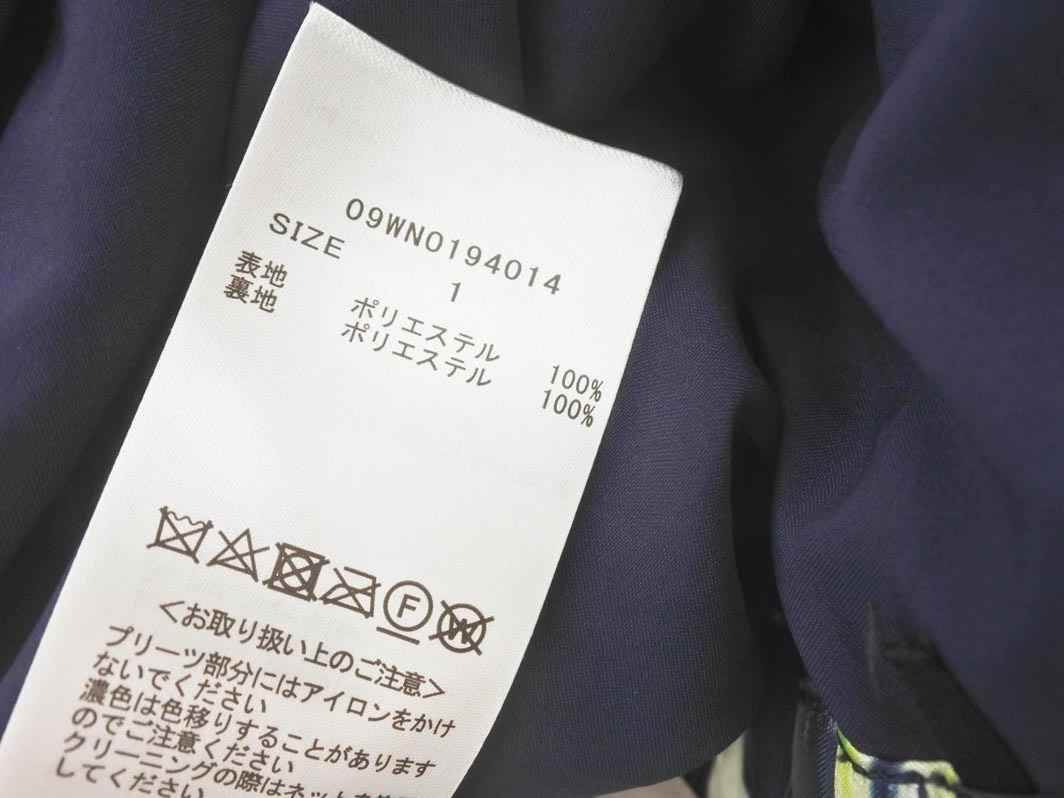 09WN0194014
SIZE 1
表地 ポリエステル 100%
裏地 ポリエステル 100%
F
W
<お取り扱い上のご注意>
プリーツ部分にはアイロンをかけ
ないでください
濃色は色移りすることがあります
のでご注意ください
クリーニングの際はネットを
してください